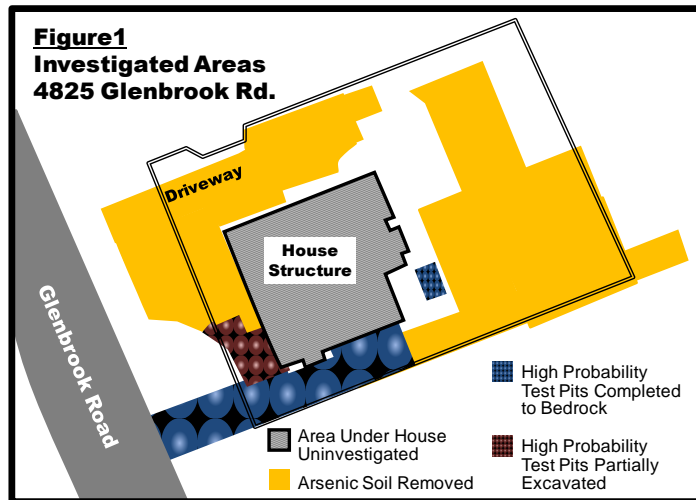 Figure1
Investigated Areas
4825 Glenbrook Rd.
Driveway
House
Structure
Glenbrook Road
Area Under House
Uninvestigated
Arsenic Soil Removed
High Probability
Test Pits Completed
to Bedrock
High Probability
Test Pits Partially
Excavated